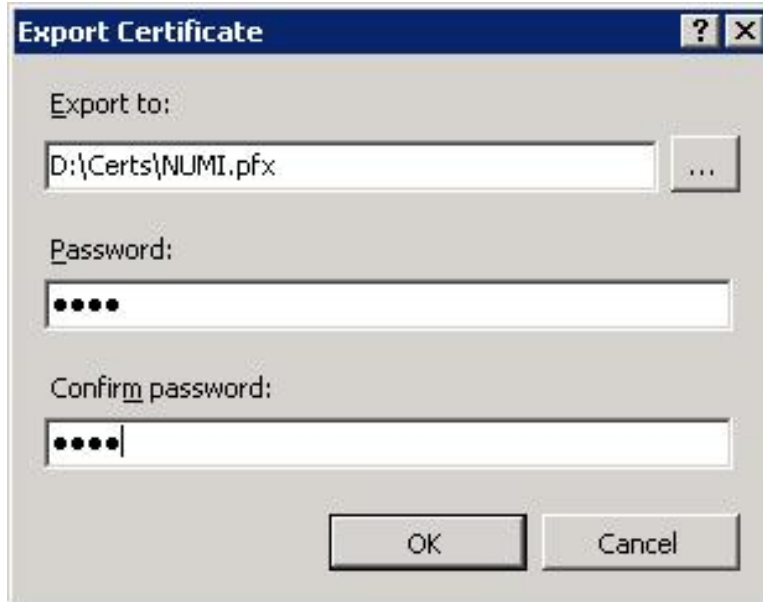 Export Certificate
Export to:
D:\Certs\NUMI.pfx
...
Password:
●●●●
Confirm password:
●●●●
OK Cancel